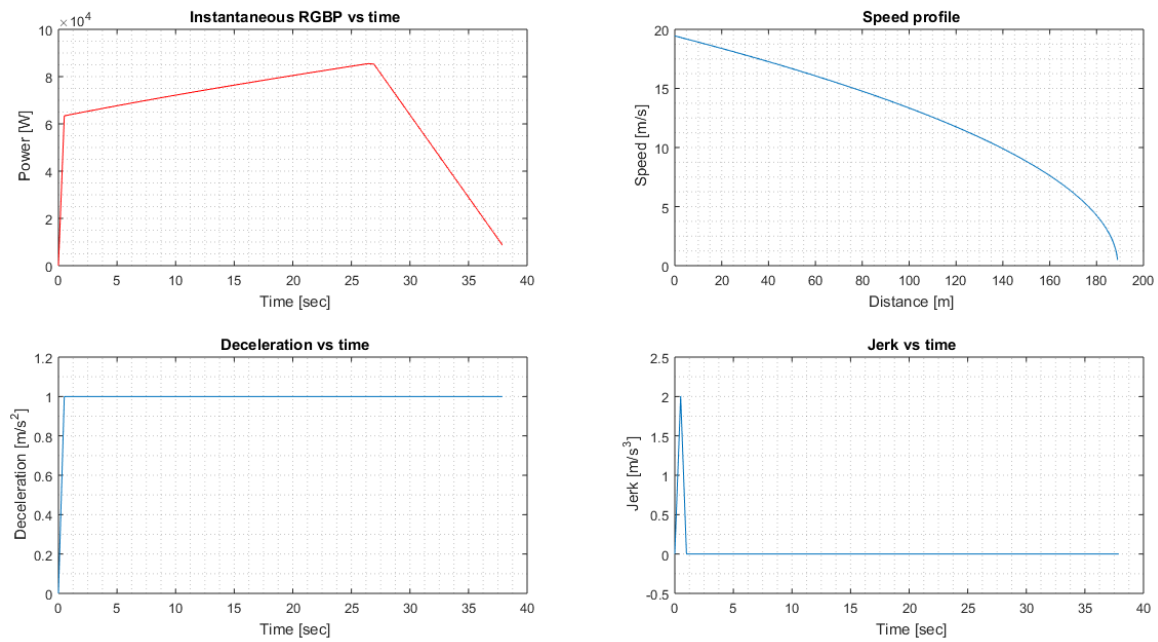 Instantaneous RGBP vs time
×10⁴
10
8
6
4
2
0
Power [W]
0 5 10 15 20 25 30 35 40
Time [sec]
Speed profile
20
15
10
5
0
Speed [m/s]
0 20 40 60 80 100 120 140 160 180 200
Distance [m]
Deceleration vs time
1.2
1
0.8
0.6
0.4
0.2
0
Deceleration [m/s²]
0 5 10 15 20 25 30 35 40
Time [sec]
Jerk vs time
2.5
2
1.5
1
0.5
0
-0.5
Jerk [m/s³]
0 5 10 15 20 25 30 35 40
Time [sec]